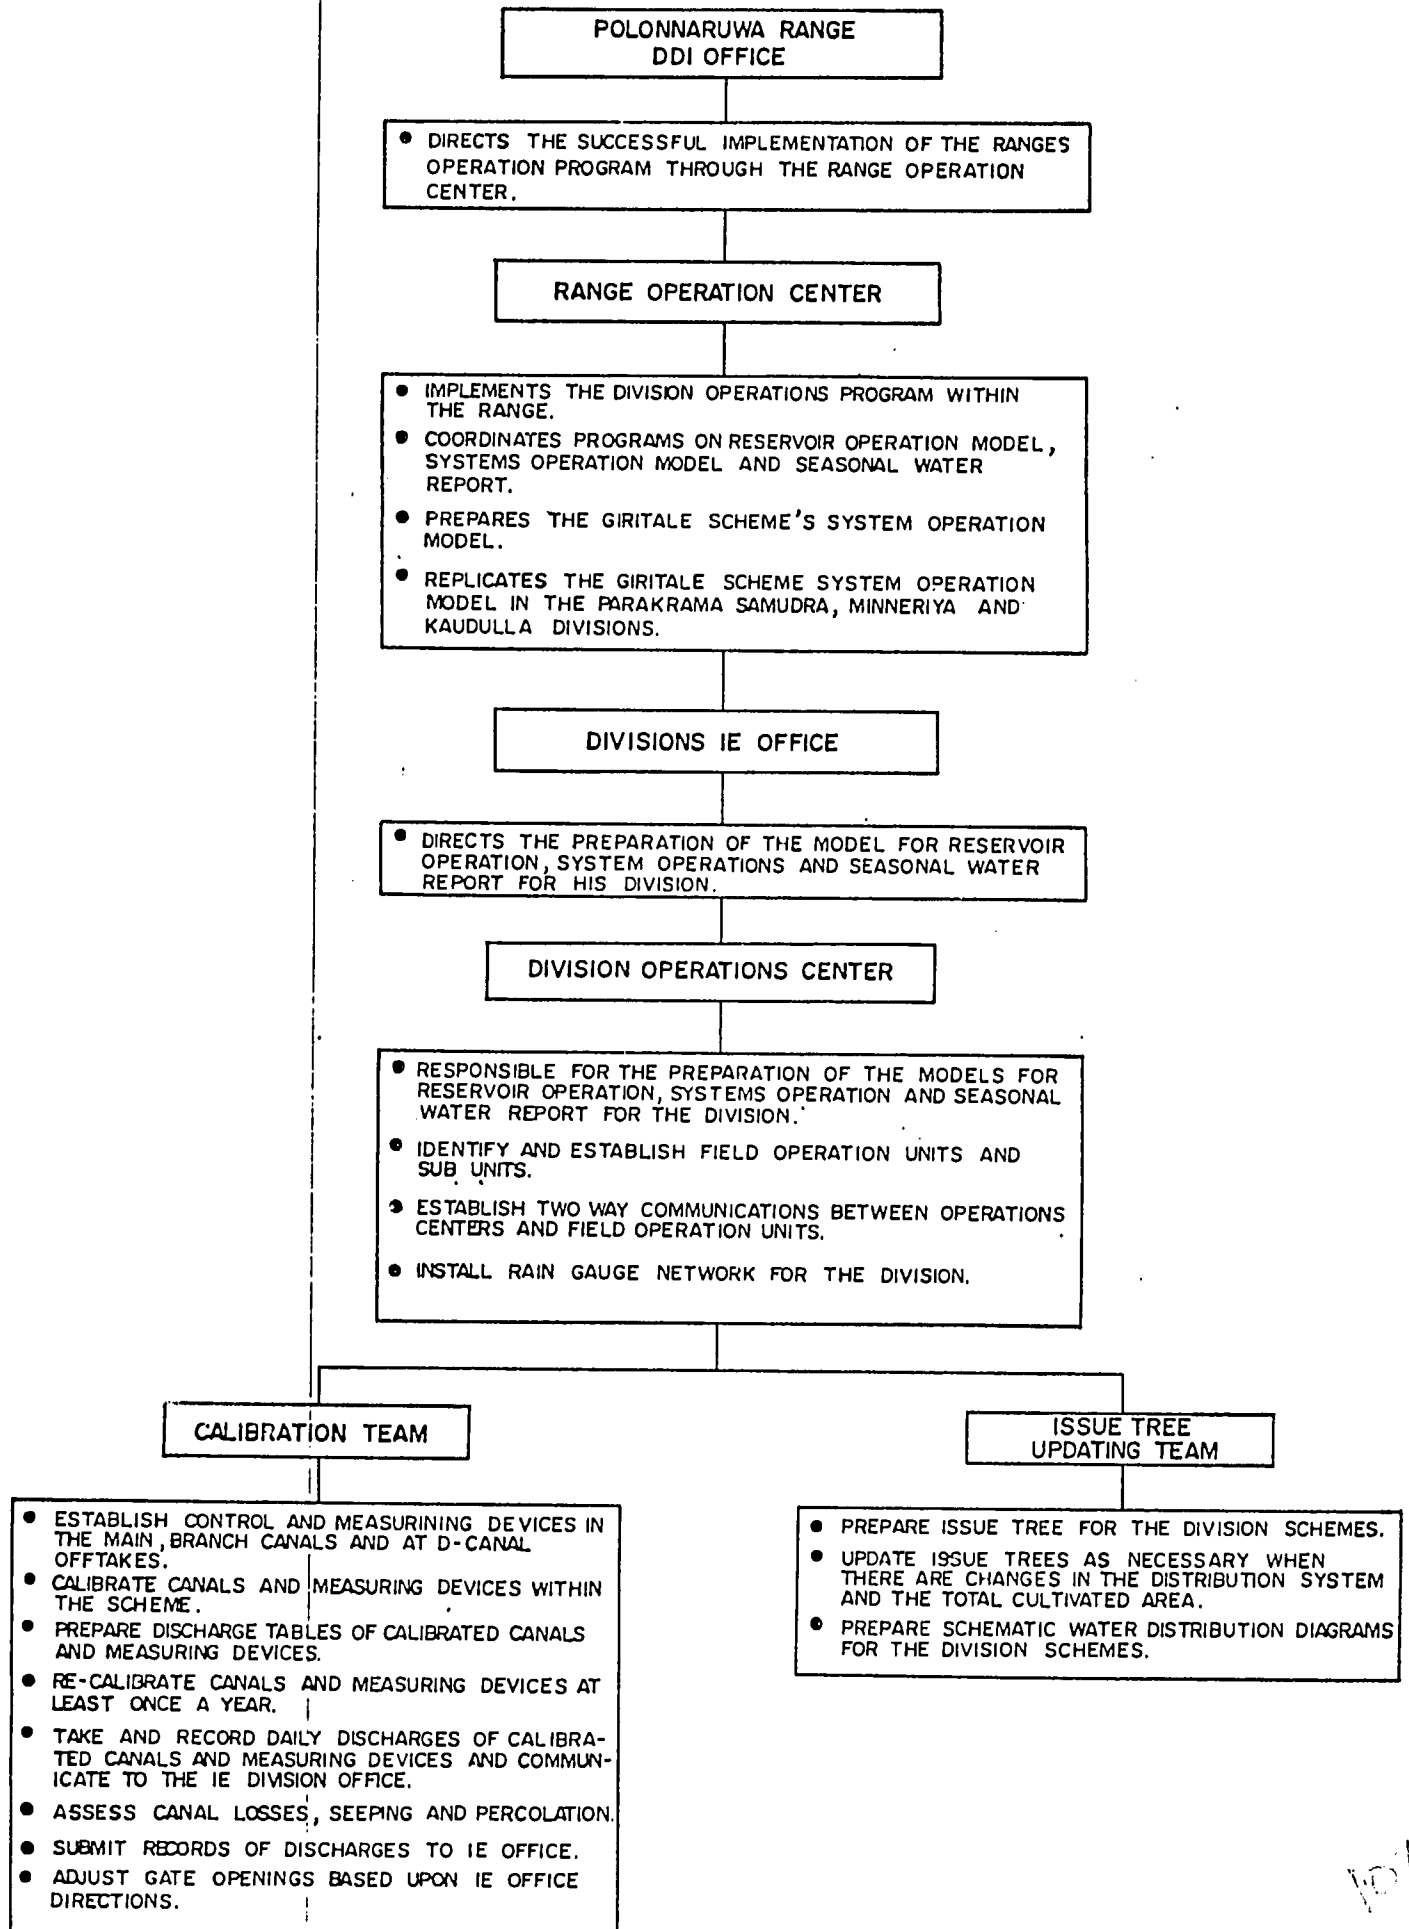 POLONNARUWA RANGE
DDI OFFICE
● DIRECTS THE SUCCESSFUL IMPLEMENTATION OF THE RANGES
OPERATION PROGRAM THROUGH THE RANGE OPERATION
CENTER.
RANGE OPERATION CENTER
● IMPLEMENTS THE DIVISION OPERATIONS PROGRAM WITHIN
THE RANGE.
● COORDINATES PROGRAMS ON RESERVOIR OPERATION MODEL,
SYSTEMS OPERATION MODEL AND SEASONAL WATER
REPORT.
● PREPARES THE GIRITALE SCHEME'S SYSTEM OPERATION
MODEL.
● REPLICATES THE GIRITALE SCHEME SYSTEM OPERATION
MODEL IN THE PARAKRAMA SAMUDRA, MINNERIYA AND
KAUDULLA DIVISIONS.
DIVISIONS IE OFFICE
● DIRECTS THE PREPARATION OF THE MODEL FOR RESERVOIR
OPERATION, SYSTEM OPERATIONS AND SEASONAL WATER
REPORT FOR HIS DIVISION.
DIVISION OPERATIONS CENTER
● RESPONSIBLE FOR THE PREPARATION OF THE MODELS FOR
RESERVOIR OPERATION, SYSTEMS OPERATION AND SEASONAL
WATER REPORT FOR THE DIVISION.
● IDENTIFY AND ESTABLISH FIELD OPERATION UNITS AND
SUB UNITS.
● ESTABLISH TWO WAY COMMUNICATIONS BETWEEN OPERATIONS
CENTERS AND FIELD OPERATION UNITS.
● INSTALL RAIN GAUGE NETWORK FOR THE DIVISION.
CALIBRATION TEAM
● ESTABLISH CONTROL AND MEASURINING DEVICES IN
THE MAIN, BRANCH CANALS AND AT D-CANAL
OFFTAKES.
● CALIBRATE CANALS AND MEASURING DEVICES WITHIN
THE SCHEME.
● PREPARE DISCHARGE TABLES OF CALIBRATED CANALS
AND MEASURING DEVICES.
● RE-CALIBRATE CANALS AND MEASURING DEVICES AT
LEAST ONCE A YEAR.
● TAKE AND RECORD DAILY DISCHARGES OF CALIBRA-
TED CANALS AND MEASURING DEVICES AND COMMUN-
ICATE TO THE IE DIVISION OFFICE.
● ASSESS CANAL LOSSES, SEEPING AND PERCOLATION.
● SUBMIT RECORDS OF DISCHARGES TO IE OFFICE.
● ADJUST GATE OPENINGS BASED UPON IE OFFICE
DIRECTIONS.
ISSUE TREE
UPDATING TEAM
● PREPARE ISSUE TREE FOR THE DIVISION SCHEMES.
● UPDATE ISSUE TREES AS NECESSARY WHEN
THERE ARE CHANGES IN THE DISTRIBUTION SYSTEM
AND THE TOTAL CULTIVATED AREA.
● PREPARE SCHEMATIC WATER DISTRIBUTION DIAGRAMS
FOR THE DIVISION SCHEMES.